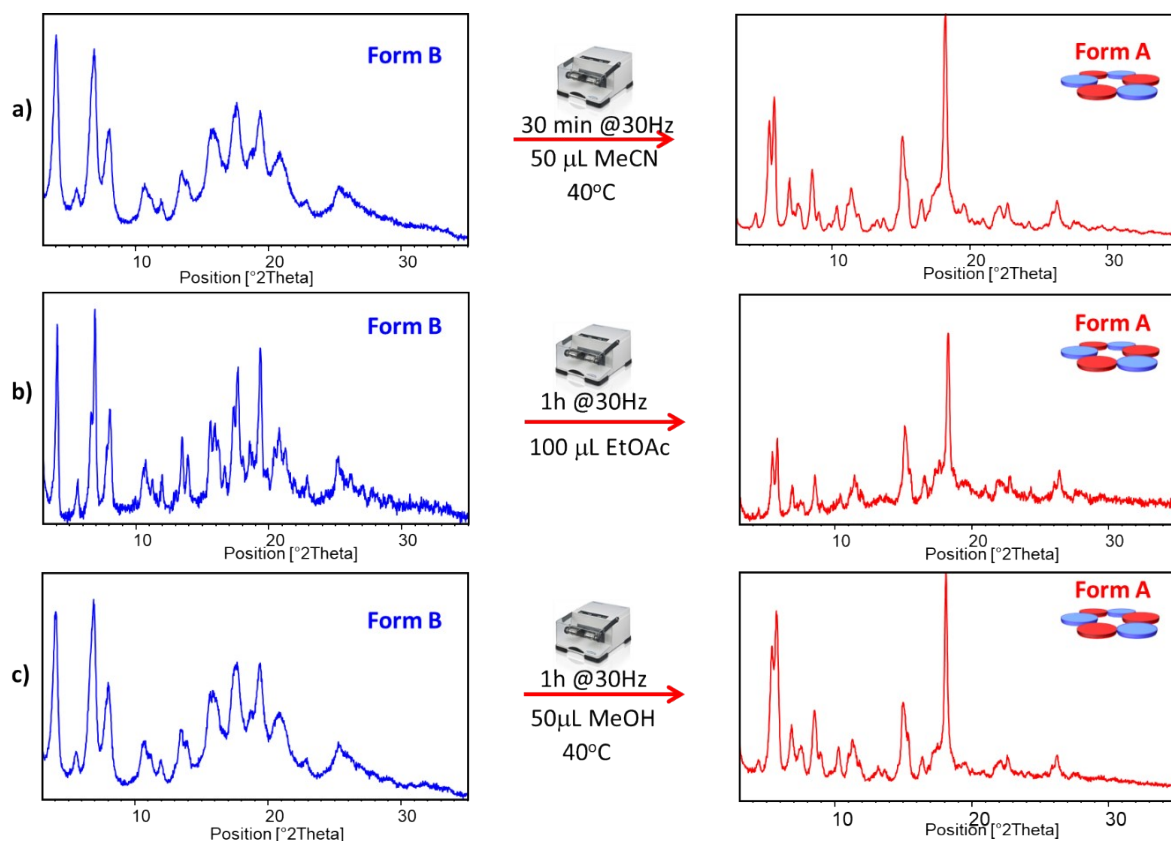 a)
Form B
10
20
30
Position [°2Theta]
30 min @30Hz
50 µL MeCN
40°C
Form A
10
20
30
Position [°2Theta]
b)
Form B
10
20
30
Position [°2Theta]
1h @30Hz
100 µL EtOAc
Form A
10
20
30
Position [°2Theta]
c)
Form B
10
20
30
Position [°2Theta]
1h @30Hz
50µL MeOH
40°C
Form A
10
20
30
Position [°2Theta]